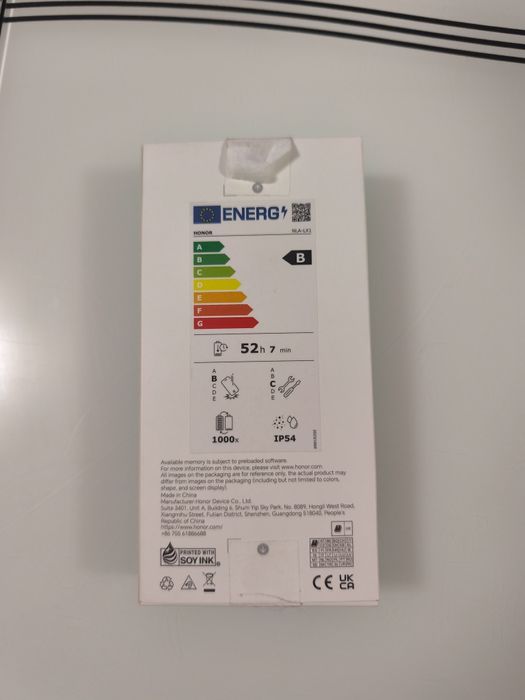 ENERG
HONOR
A
B
C
D
E
F
G
B
52h 7 min
A
B
C
D
E
A
B
C
D
E
1000x
IP54
Available memory is subject to preloaded software.
For more information on this device, please visit www.honor.com.
All images on the packaging are for reference only, the actual product may
differ from images on the packaging (including but not limited to colors,
shape, and screen display).
Made in China
Manufacturer:Honor Device Co., Ltd.
Suite 3401, Unit A, Building 6, Shum Yip Sky Park, No. 8089, Hongli West Road,
Xiangmihu Street, Futian District, Shenzhen, Guangdong 518040, People's
Republic of China
https://www.honor.com/
+86 755 61886688
PRINTED WITH
SOY INK
CE UK
CA